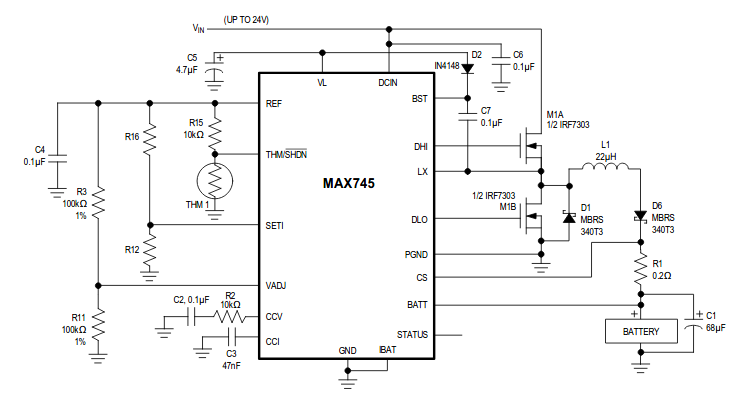 V_IN (UP TO 24V)
C5
4.7µF
D2
IN4148
C6
0.1µF
VL
DCIN
REF
BST
C7
0.1µF
M1A
1/2 IRF7303
R16
R15
10kΩ
THM/S̅H̅D̅N̅
DHI
L1
22µH
C4
0.1µF
LX
MAX745
R3
100kΩ
1%
THM 1
1/2 IRF7303
M1B
D1
MBRS
340T3
D6
MBRS
340T3
SETI
DLO
R12
PGND
R1
0.2Ω
CS
VADJ
C2, 0.1µF
R2
10kΩ
BATT
R11
100kΩ
1%
CCV
C1
68µF
BATTERY
+
+
+
CCI
STATUS
C3
47nF
GND
IBAT